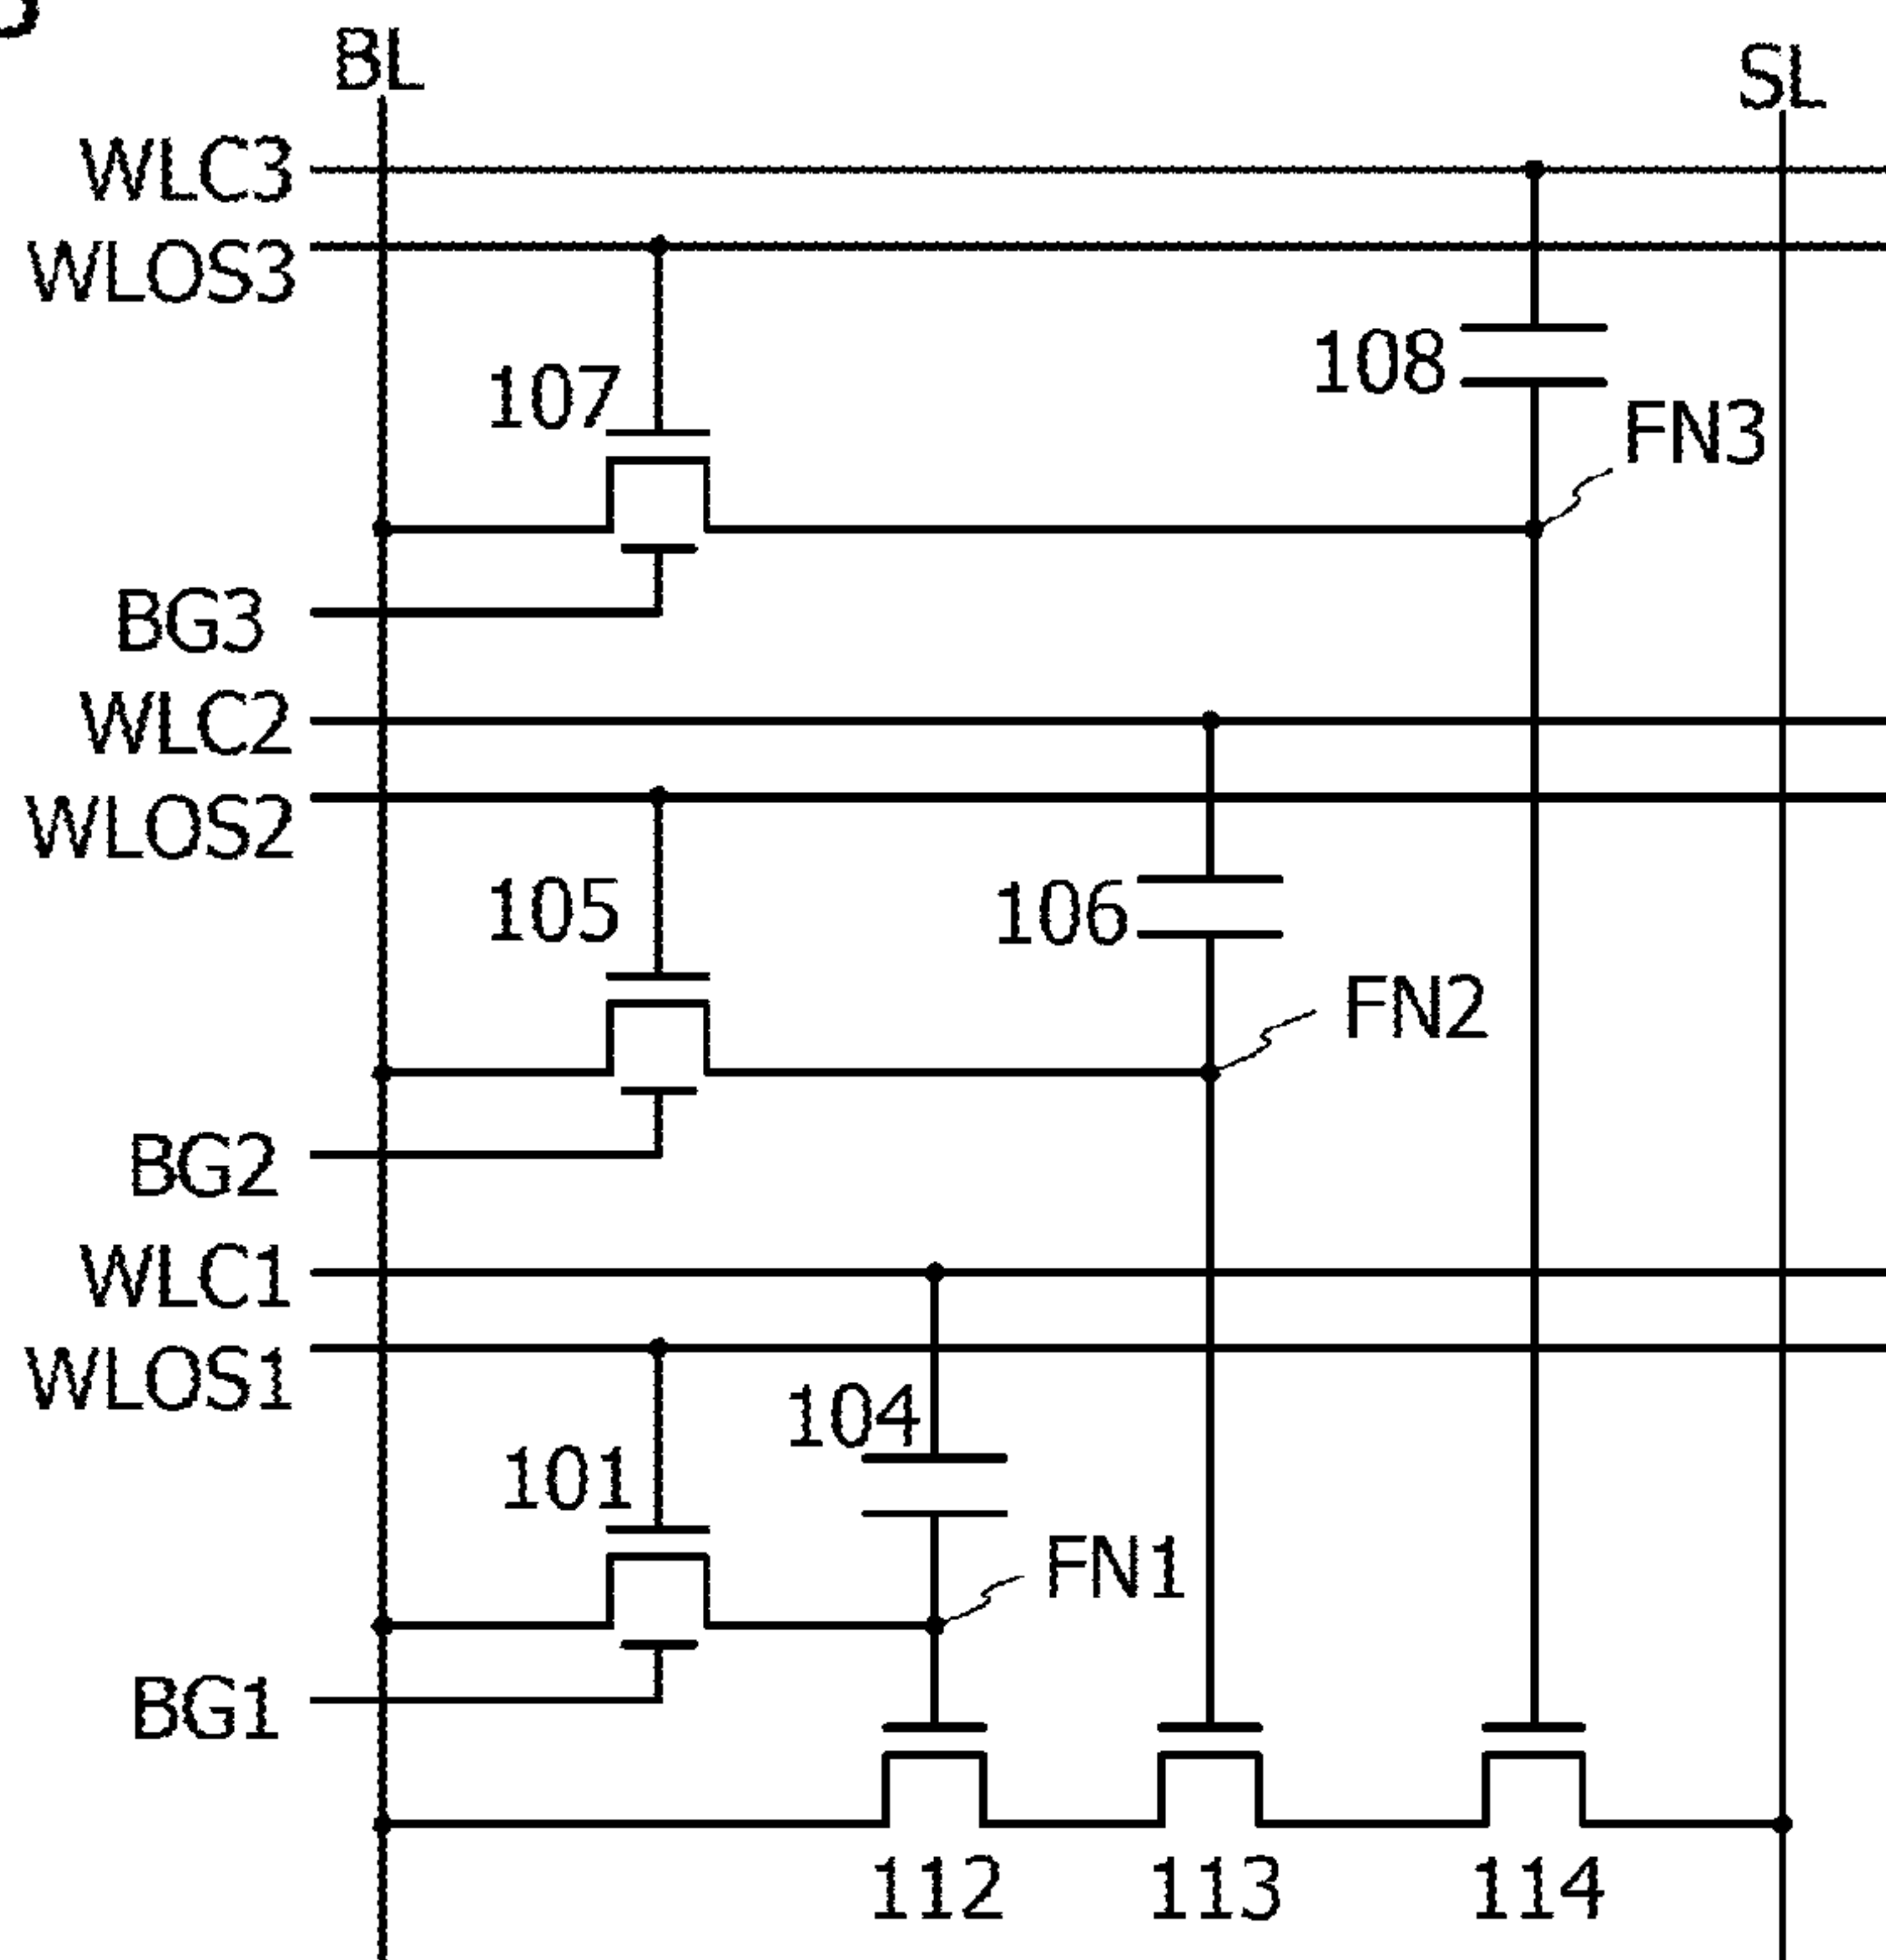 BL
SL
WLC3
WLOS3
107
108
FN3
BG3
WLC2
WLOS2
105
106
FN2
BG2
WLC1
WLOS1
104
101
FN1
BG1
112 113 114